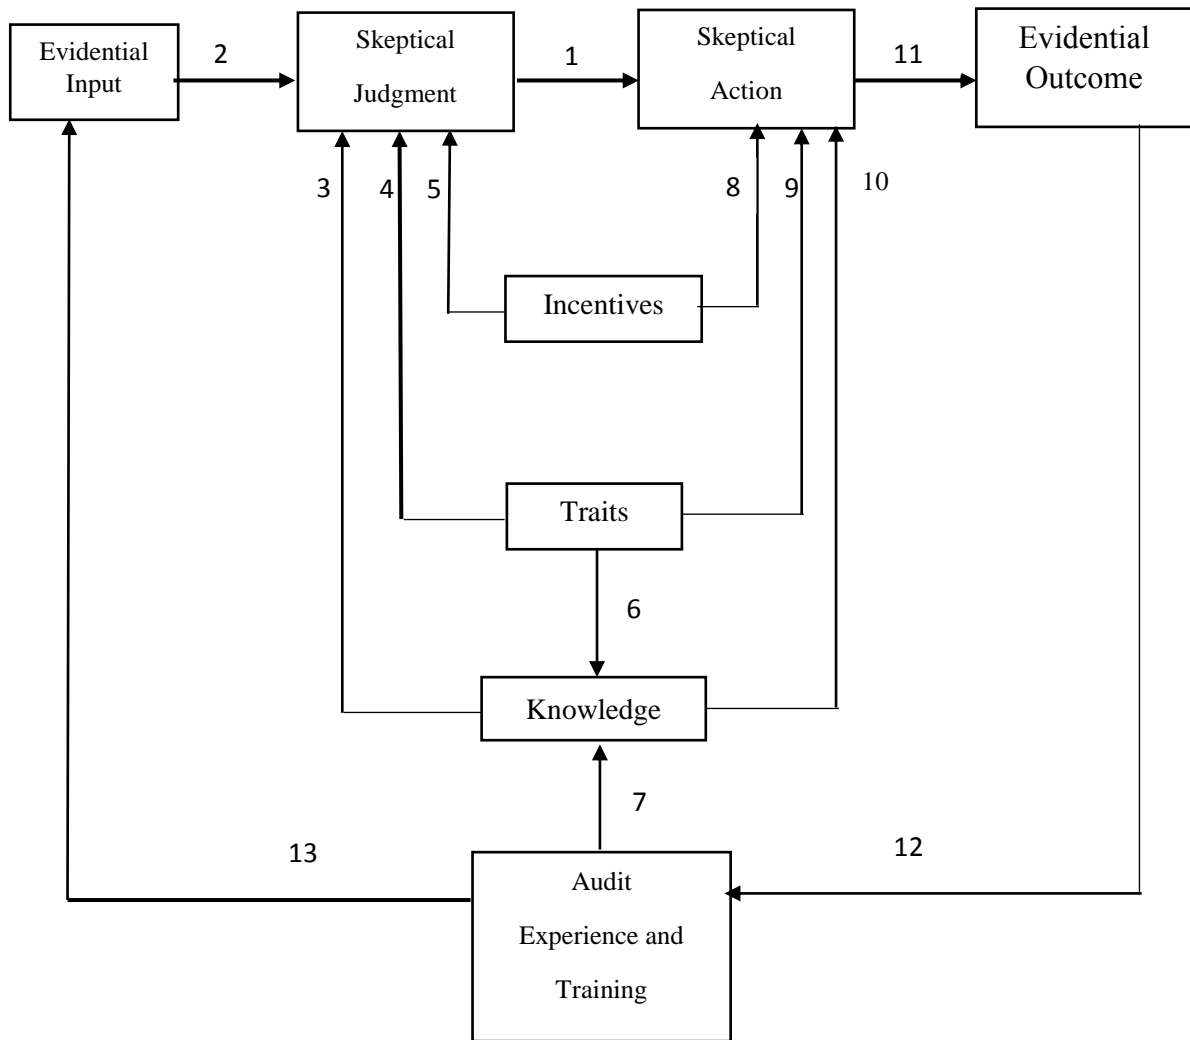 Evidential
Input
2
Skeptical
Judgment
1
Skeptical
Action
11
Evidential
Outcome
3
4
5
8
9
10
Incentives
Traits
6
Knowledge
7
13
12
Audit
Experience and
Training